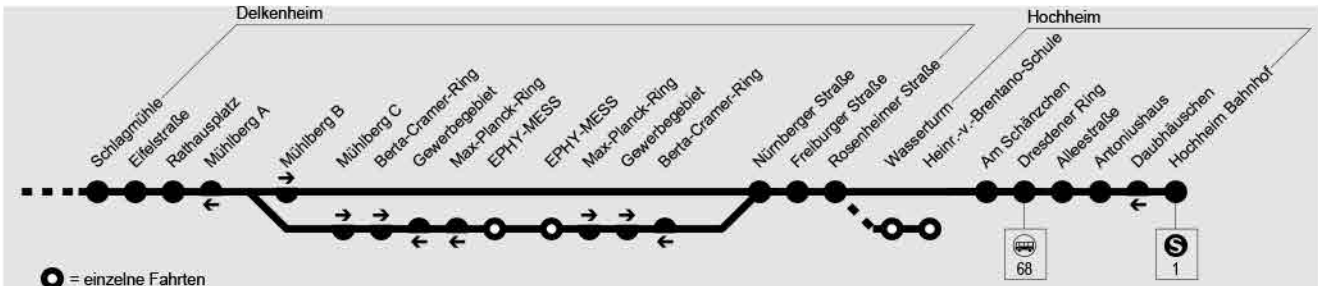 Delkenheim
Hochheim
Schlagmühle
Eifelstraße
Rathausplatz
Mühlberg A
Mühlberg B
Mühlberg C
Berta-Cramer-Ring
Gewerbegebiet
Max-Planck-Ring
EPHY-MESS
EPHY-MESS
Max-Planck-Ring
Gewerbegebiet
Berta-Cramer-Ring
Nürnberger Straße
Freiburger Straße
Rosenheimer Straße
Wasserturm
Heinr.-v.-Brentano-Schule
Am Schänzchen
Dresdener Ring
Alleestraße
Antoniushaus
Daubhäuschen
Hochheim Bahnhof
68
S
1
= einzelne Fahrten